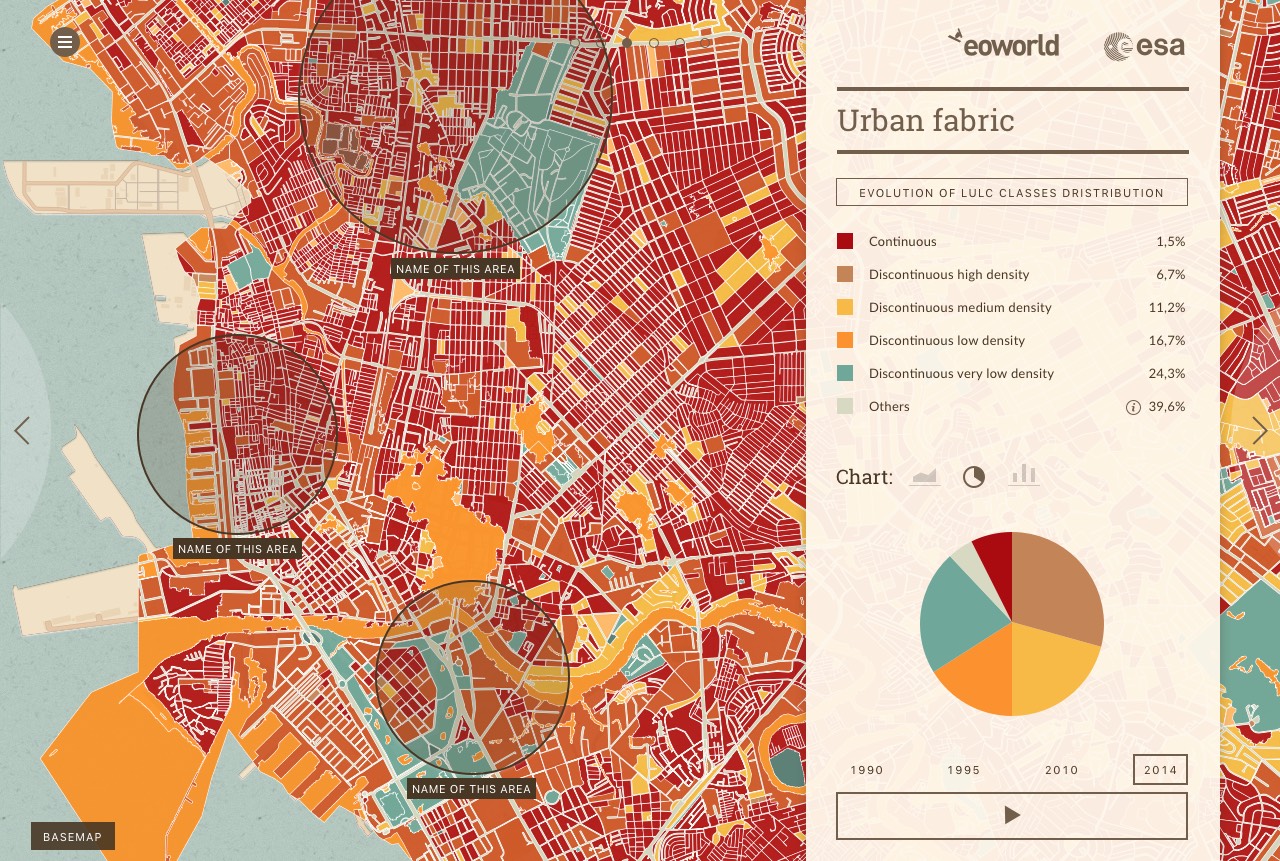 eoworld esa
Urban fabric
EVOLUTION OF LULC CLASSES DRISTRIBUTION
Continuous 1,5%
Discontinuous high density 6,7%
Discontinuous medium density 11,2%
Discontinuous low density 16,7%
Discontinuous very low density 24,3%
Others i 39,6%
Chart:
1990 1995 2010 2014
NAME OF THIS AREA
NAME OF THIS AREA
NAME OF THIS AREA
BASEMAP